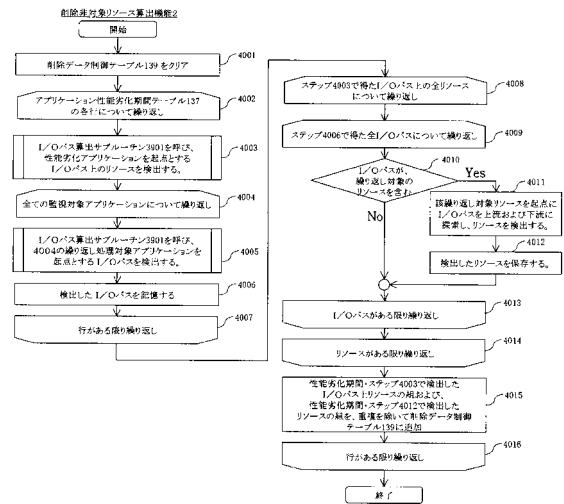 削除非対象リソース算出機能2
開始
4001
削除データ制御テーブル139をクリア
4002
アプリケーション性能劣化期間テーブル137
の各行について繰り返し
4003
I/Oパス算出サブルーチン3901を呼び、
性能劣化アプリケーションを起点とする
I/Oパス上のリソースを検出する。
4004
全ての監視対象アプリケーションについて繰り返し
4005
I/Oパス算出サブルーチン3901を呼び、
4004の繰り返し処理対象アプリケーションを
起点とするI/Oパスを検出する。
4006
検出したI/Oパスを記憶する
4007
行がある限り繰り返し
4008
ステップ4003で得たI/Oパス上の全リソース
について繰り返し
4009
ステップ4006で得た全I/Oパスについて繰り返し
4010
I/Oパスが、
繰り返し対象の
リソースを含む
Yes
No
4011
該繰り返し対象リソースを起点に
I/Oパスを上流および下流に
探索し、リソースを検出する。
4012
検出したリソースを保存する。
4013
I/Oパスがある限り繰り返し
4014
リソースがある限り繰り返し
4015
性能劣化期間・ステップ4003で検出した
I/Oパス上リソースの組および、
性能劣化期間・ステップ4012で検出した
リソースの組を、重複を除いて削除データ制御
テーブル139に追加
4016
行がある限り繰り返し
終了